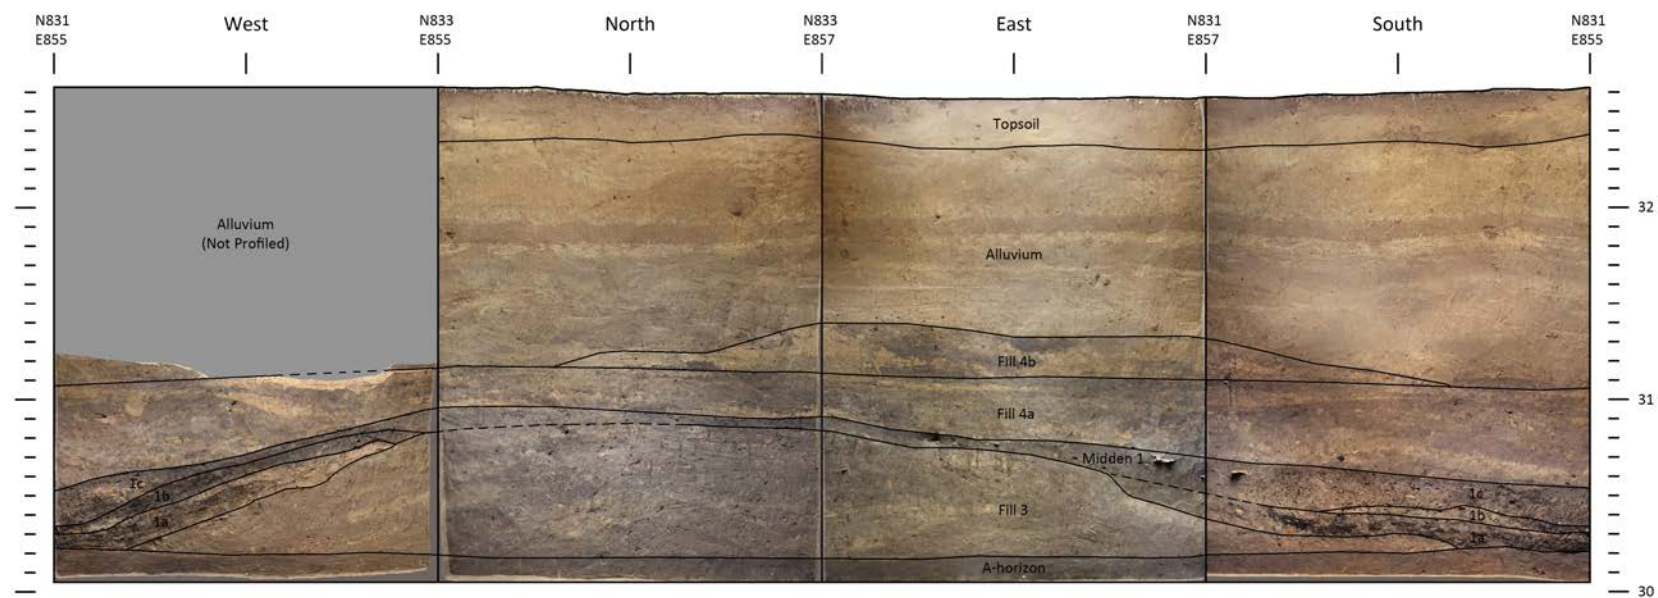 N831 West N833 North N833 East N831 South N831
E855 E855 E857 E857 E855
Topsoil
32
Alluvium
(Not Profiled)
Alluvium
Fill 4b
31
Fill 4a
Midden 1
1c
1b
1a
1c
1b
1a
Fill 3
A-horizon
30